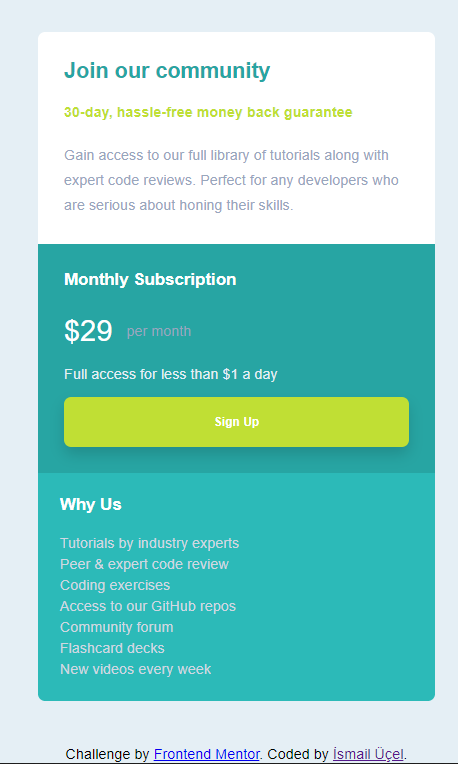 Join our community
30-day, hassle-free money back guarantee
Gain access to our full library of tutorials along with
expert code reviews. Perfect for any developers who
are serious about honing their skills.
Monthly Subscription
$29 per month
Full access for less than $1 a day
Sign Up
Why Us
Tutorials by industry experts
Peer & expert code review
Coding exercises
Access to our GitHub repos
Community forum
Flashcard decks
New videos every week
Challenge by Frontend Mentor. Coded by İsmail Üçel.